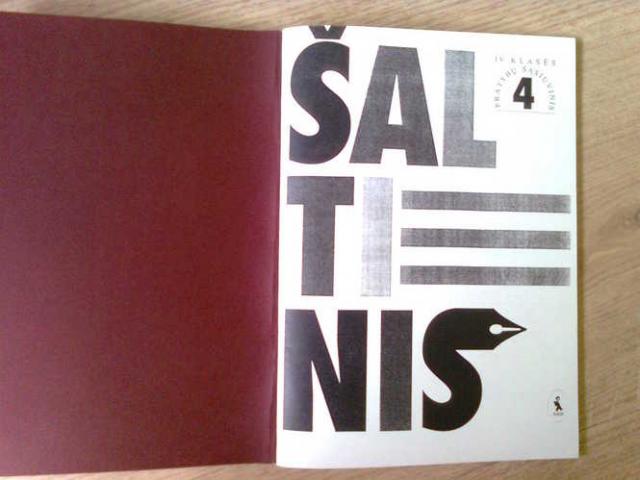 ŠAL
TI
NIS
IV KLASĖS
PRATYBŲ SĄSIUVINIS
4